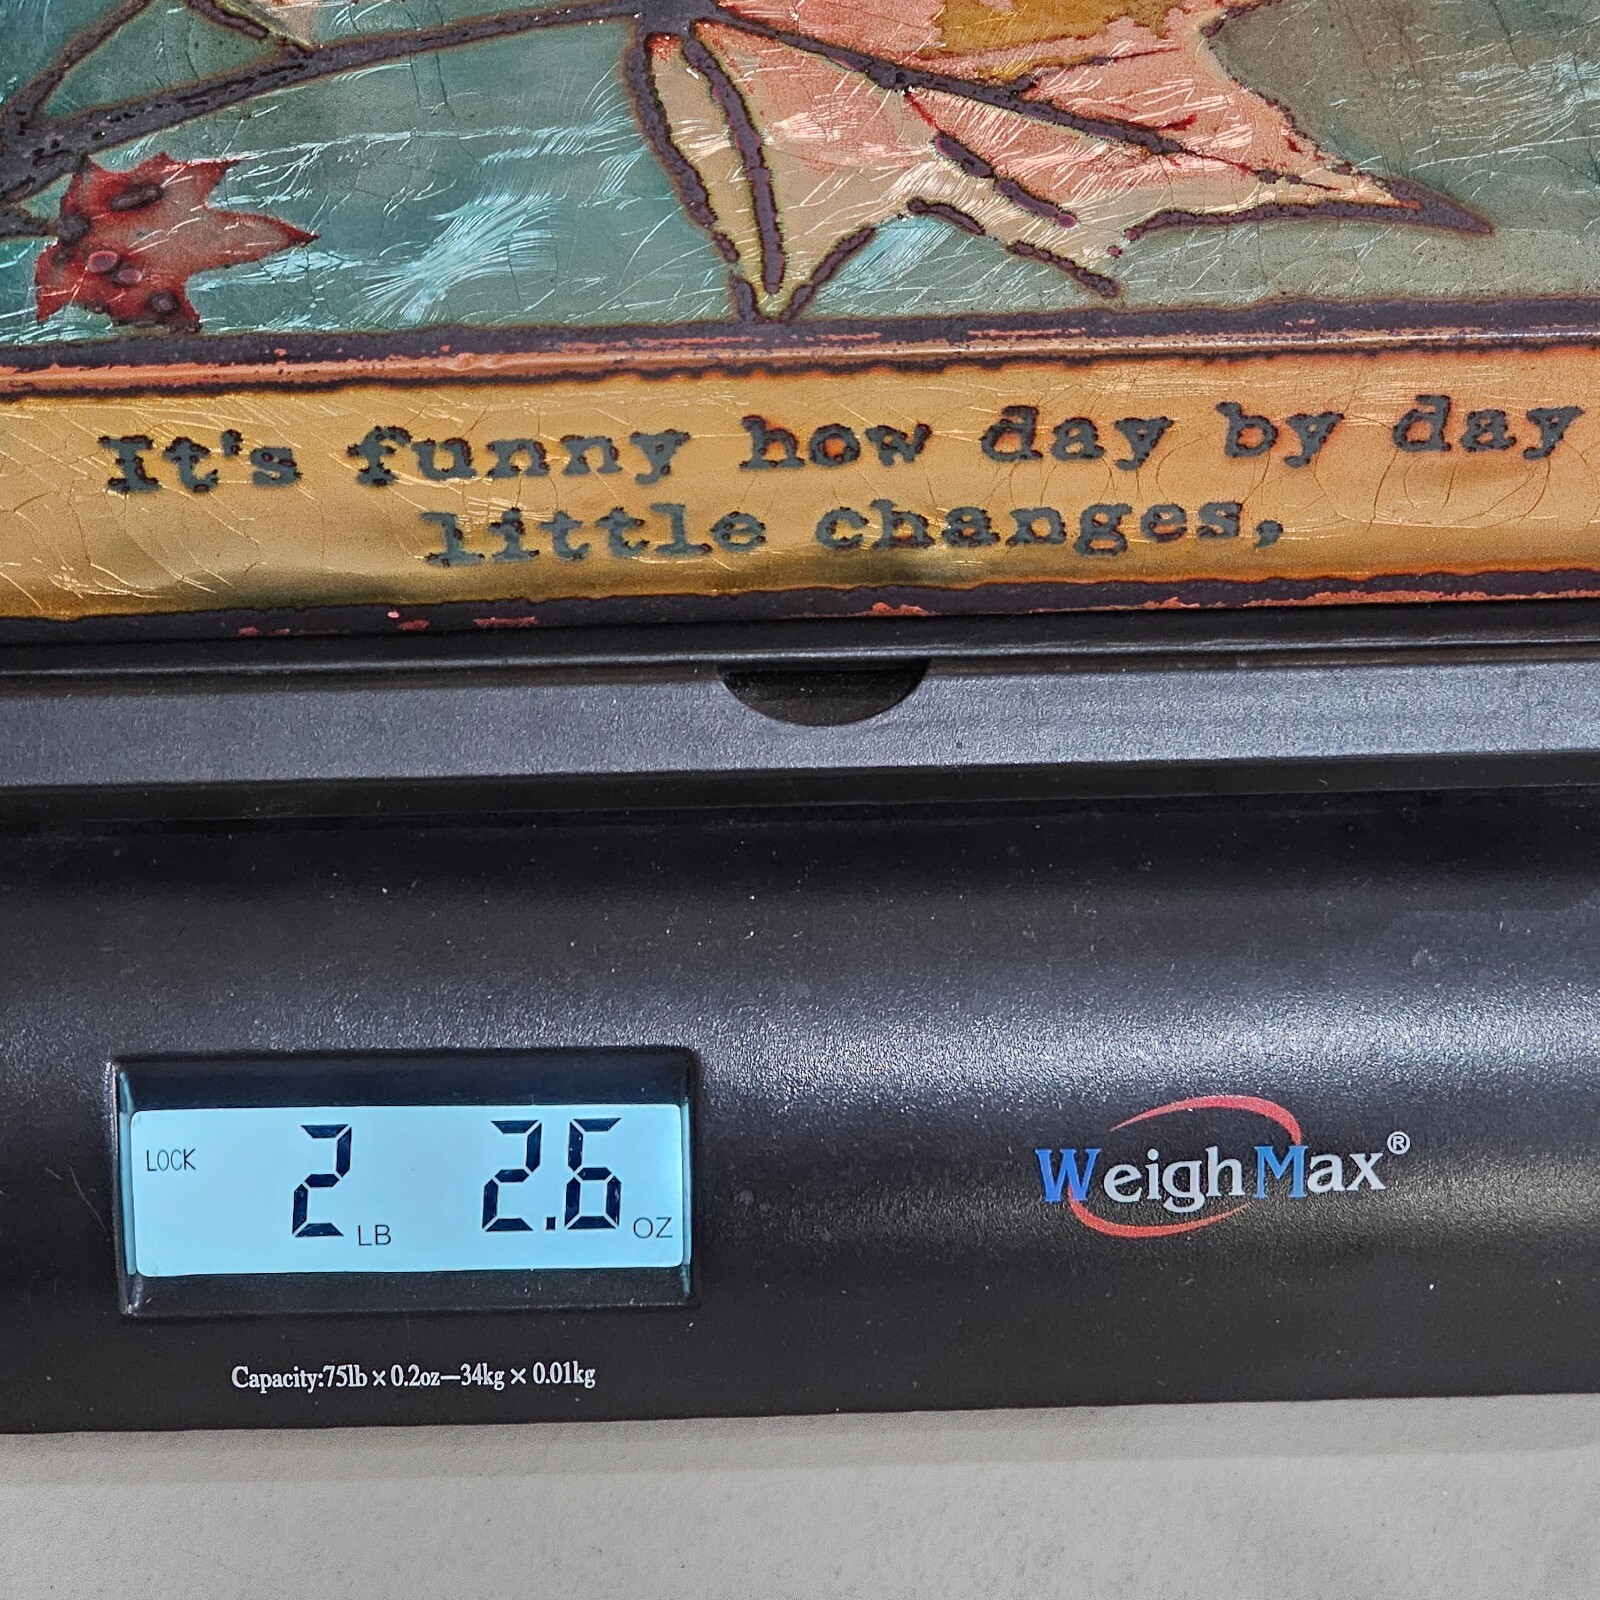 It's funny how day by day
little changes,
LOCK 2 LB 2.6 OZ
WeighMax®
Capacity:75lb × 0.2oz—34kg × 0.01kg